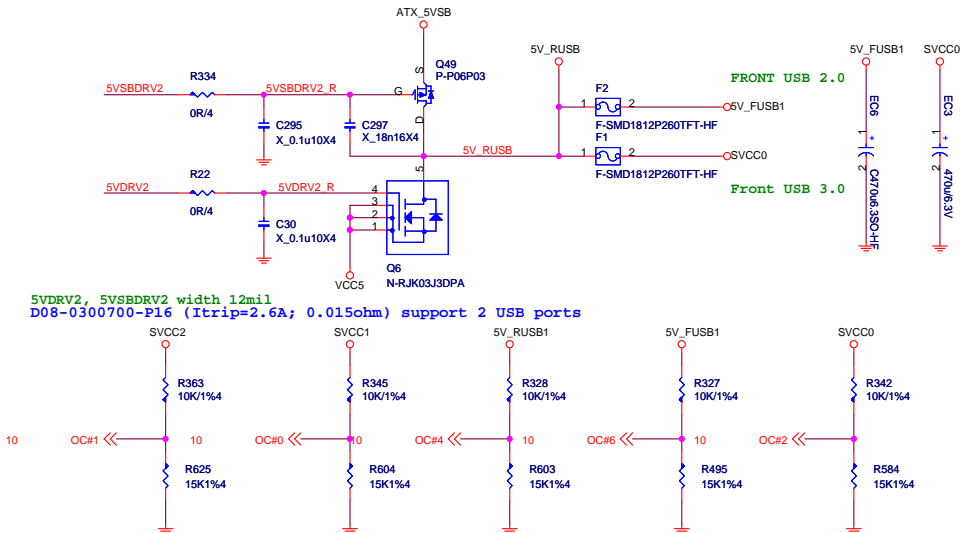 ATX_5VSB
5V_RUSB
5V_FUSB1
SVCC0
Q49
P-P06P03
S
G
D
R334
5VSBDRV2
5VSBDRV2_R
0R/4
C295
X_0.1u10X4
C297
X_18n16X4
F2
FRONT USB 2.0
1
2
5V_FUSB1
F-SMD1812P260TFT-HF
F1
5V_RUSB
1
2
SVCC0
F-SMD1812P260TFT-HF
Front USB 3.0
EC6
1
+
2
C470u6.3SO-HF
EC3
1
+
2
470u/6.3V
R22
5VDRV2
5VDRV2_R
0R/4
C30
X_0.1u10X4
5
4
3
2
1
Q6
N-RJK03J3DPA
VCC5
5VDRV2, 5VSBDRV2 width 12mil
D08-0300700-P16 (Itrip=2.6A; 0.015ohm) support 2 USB ports
SVCC2
SVCC1
5V_RUSB1
5V_FUSB1
SVCC0
R363
10K/1%4
R345
10K/1%4
R328
10K/1%4
R327
10K/1%4
R342
10K/1%4
10
OC#1
10
OC#0
10
OC#4
10
OC#6
10
OC#2
R625
15K1%4
R604
15K1%4
R603
15K1%4
R495
15K1%4
R584
15K1%4